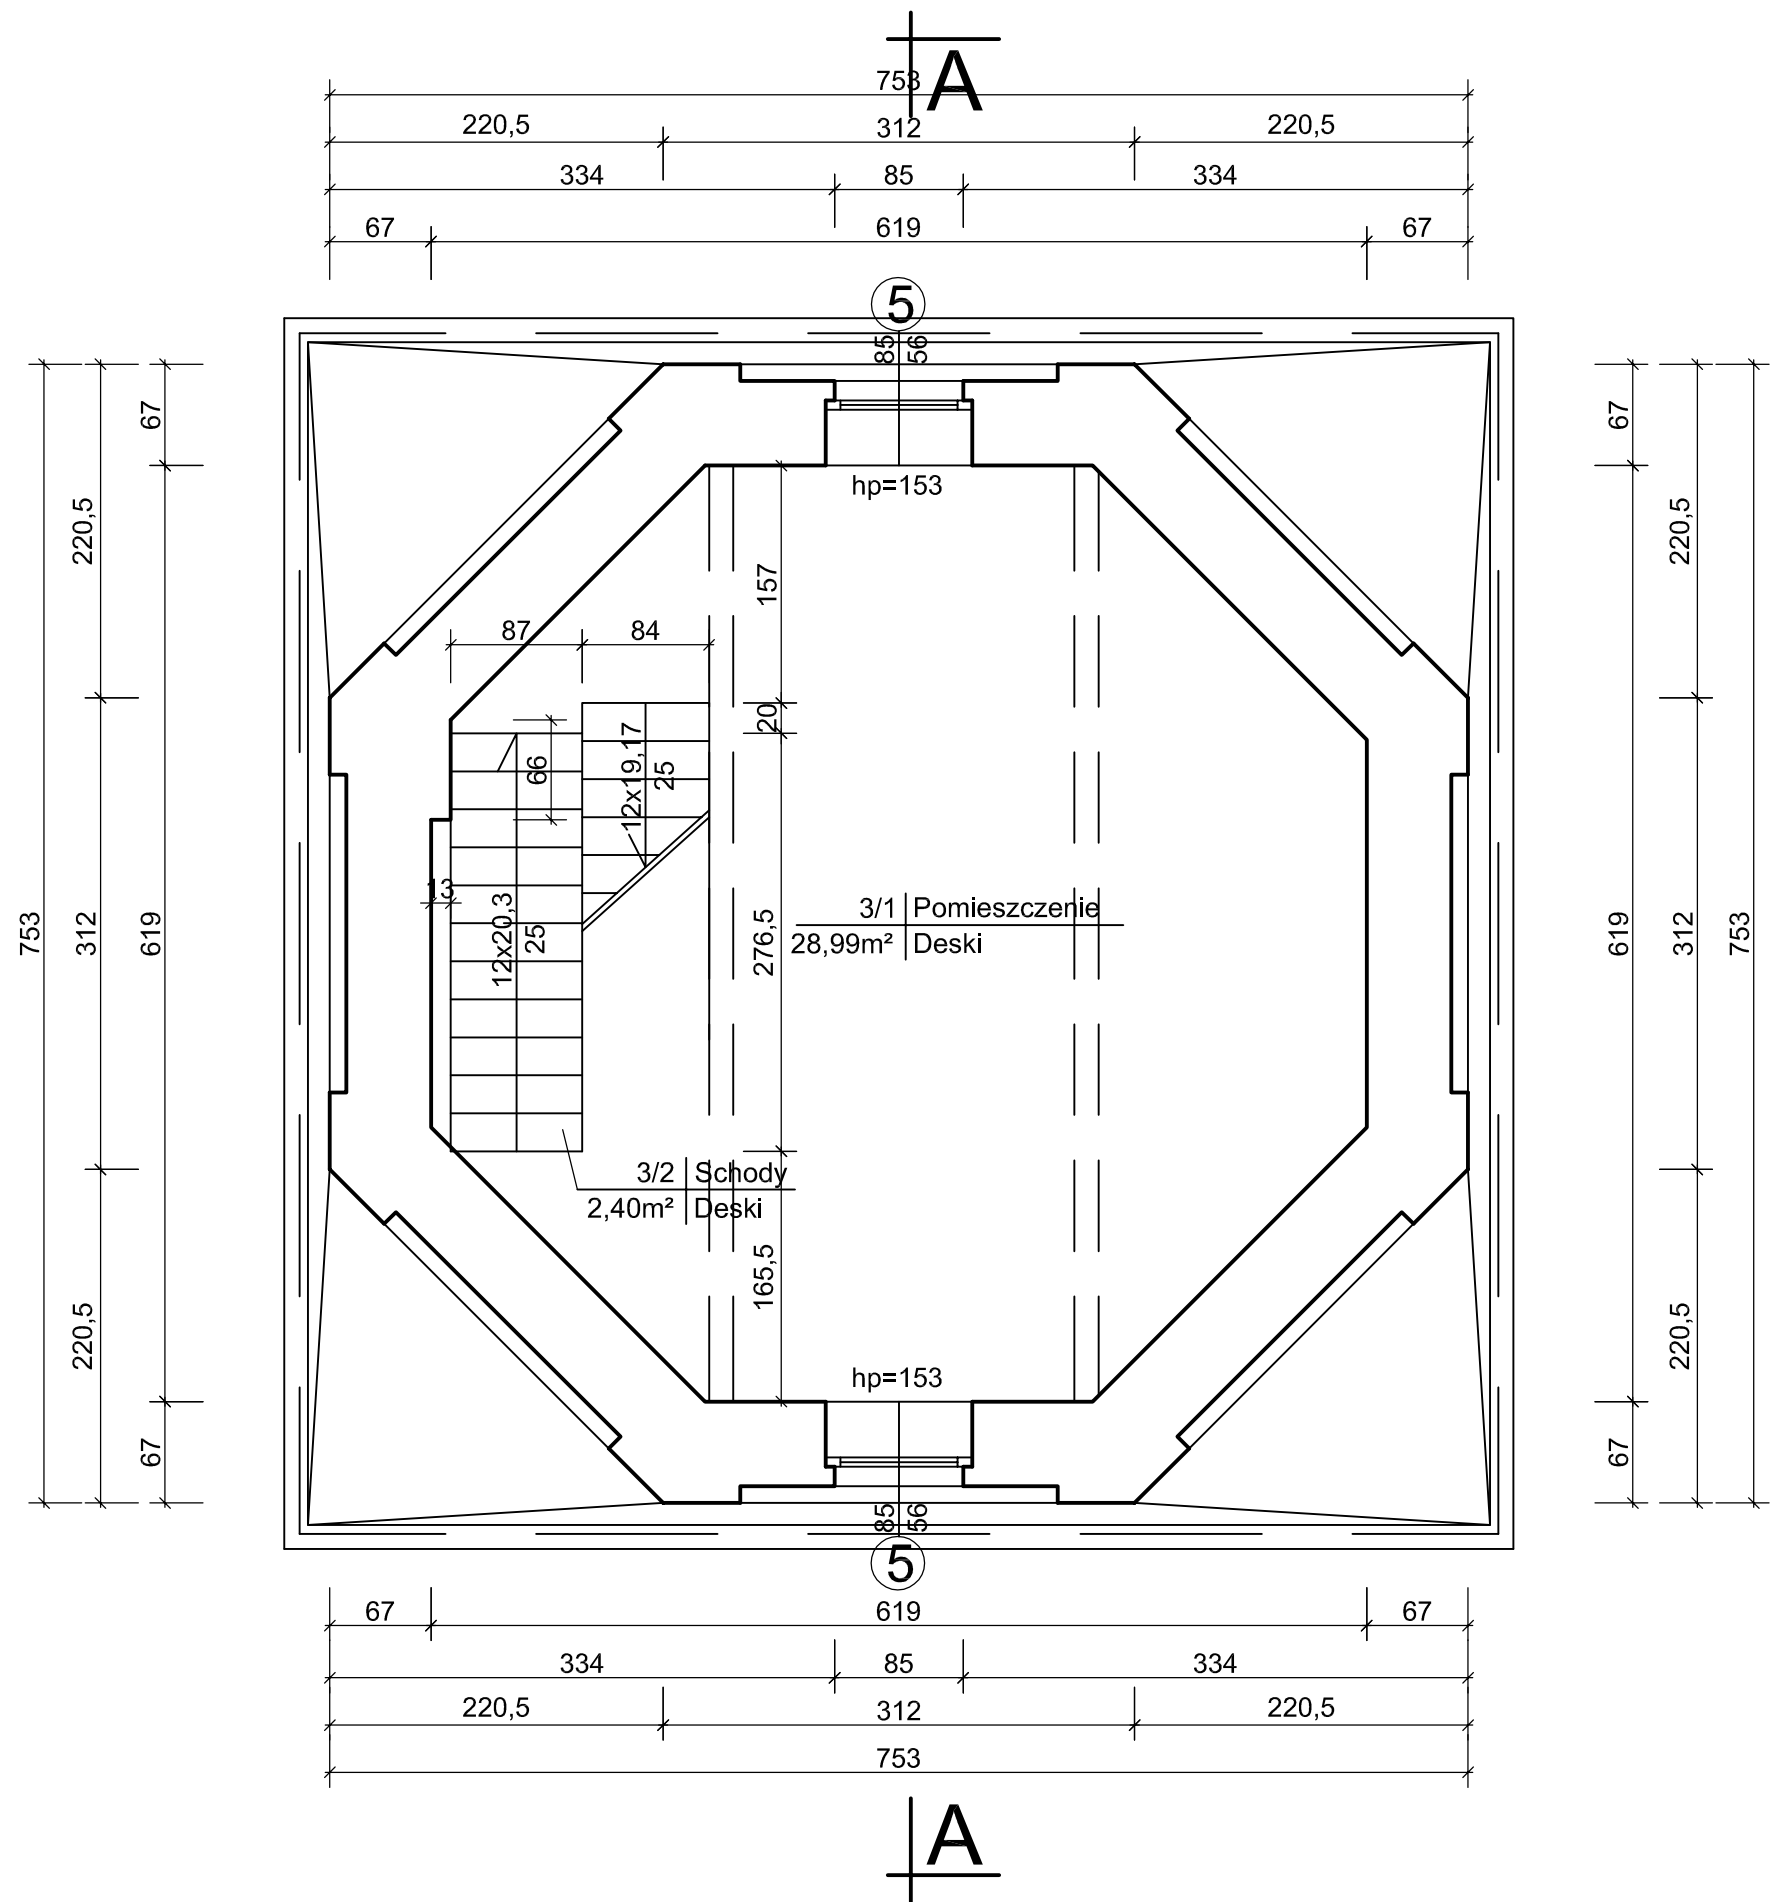 A
753
220,5 312 220,5
334 85 334
67 619 67
5
85
56
hp=153
67
220,5
753
312
619
67
220,5
67
220,5
619
312
753
67
220,5
157
20
276,5
165,5
87 84
66
12x19,17
25
13
12x20,3
25
3/1 Pomieszczenie
28,99m² Deski
3/2 Schody
2,40m² Deski
hp=153
85
56
5
67 619 67
334 85 334
220,5 312 220,5
753
A